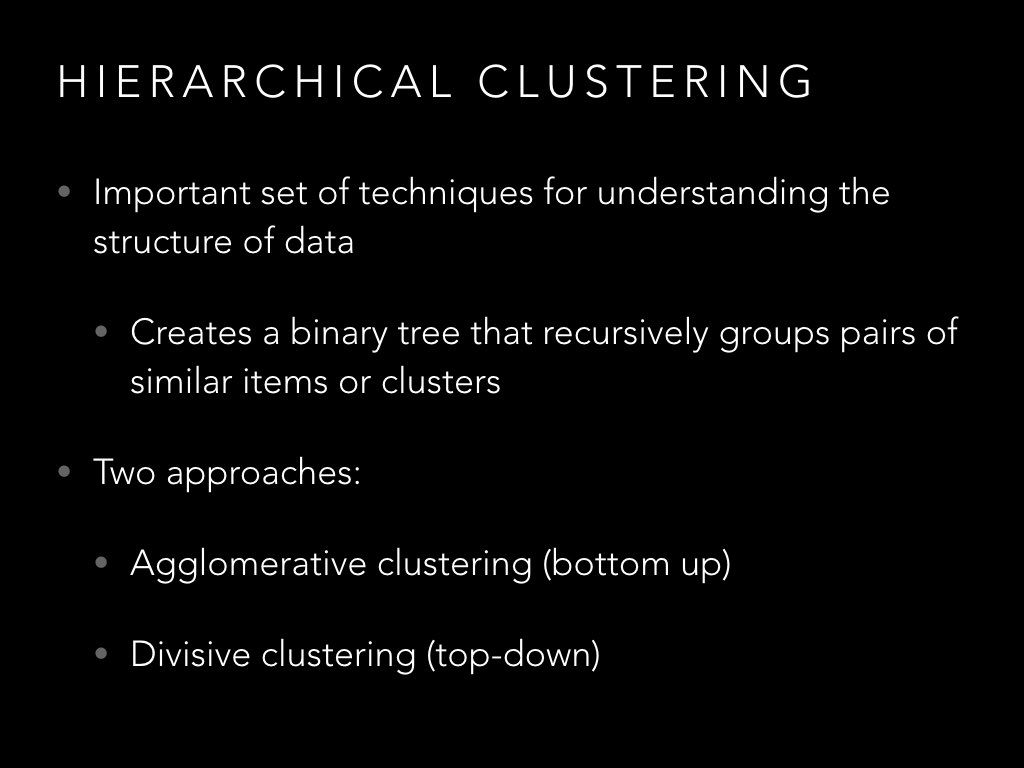 HIERARCHICAL CLUSTERING
• Important set of techniques for understanding the
structure of data
• Creates a binary tree that recursively groups pairs of
similar items or clusters
• Two approaches:
• Agglomerative clustering (bottom up)
• Divisive clustering (top-down)